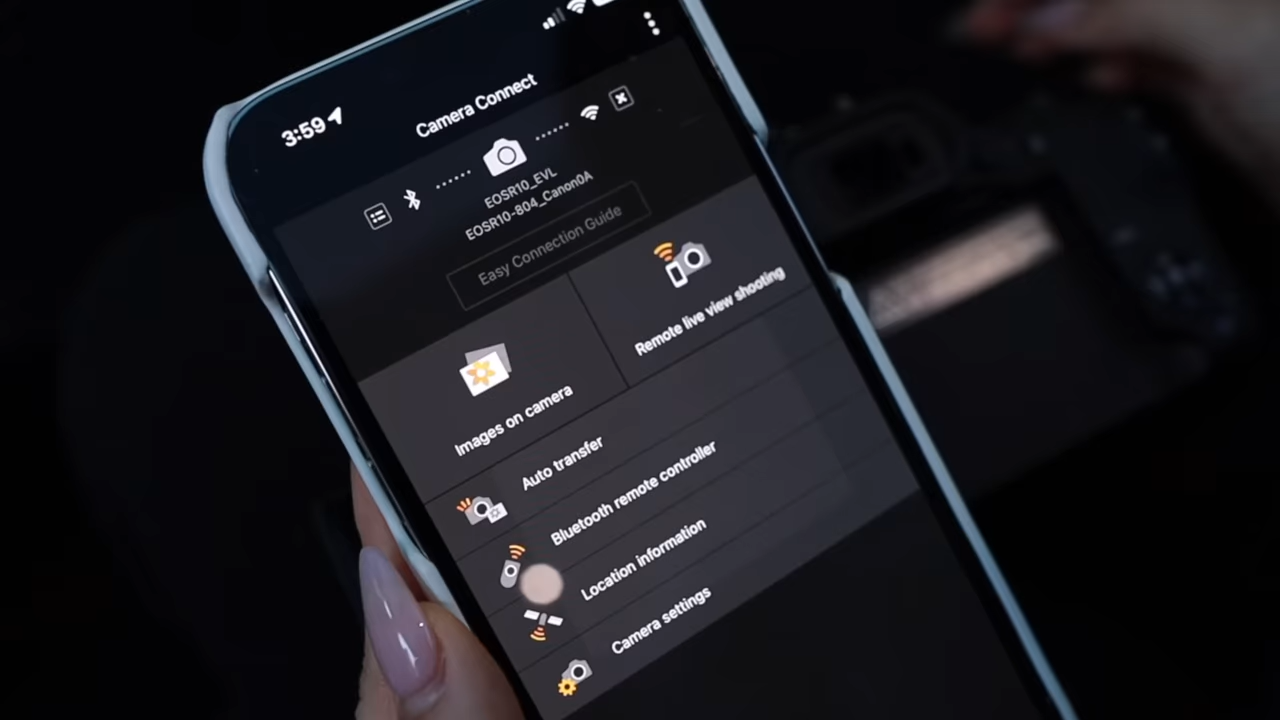 3:59
Camera Connect
EOSR10_EVL
EOSR10-804_Canon0A
Easy Connection Guide
Images on camera
Remote live view shooting
Auto transfer
Bluetooth remote controller
Location information
Camera settings